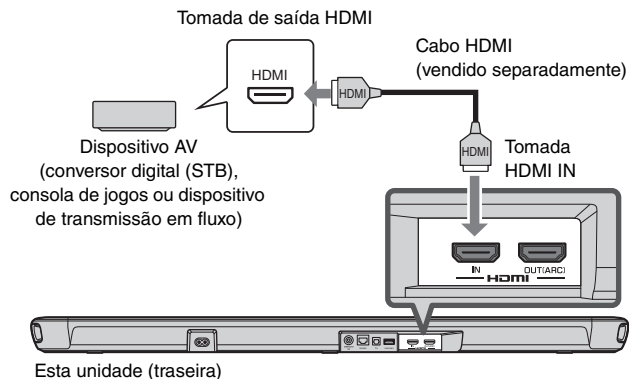 Tomada de saída HDMI
HDMI
HDMI
Cabo HDMI
(vendido separadamente)
Dispositivo AV
(conversor digital (STB),
consola de jogos ou dispositivo
de transmissão em fluxo)
HDMI
Tomada
HDMI IN
IN
OUT(ARC)
HDMI
Esta unidade (traseira)